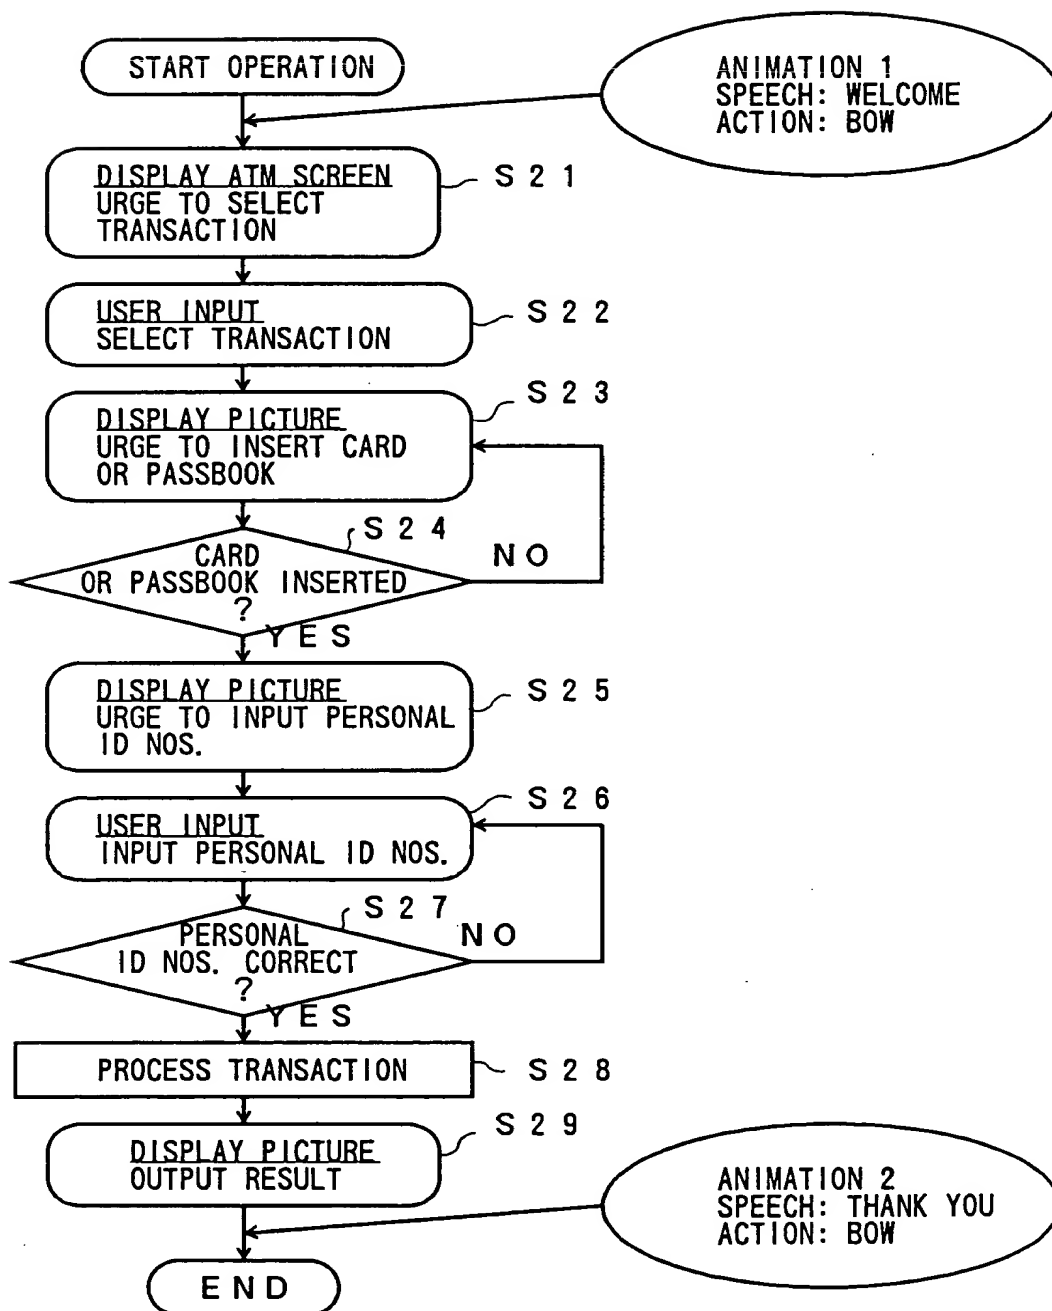 START OPERATION
ANIMATION 1
SPEECH: WELCOME
ACTION: BOW
DISPLAY ATM SCREEN
URGE TO SELECT
TRANSACTION
S21
USER INPUT
SELECT TRANSACTION
S22
DISPLAY PICTURE
URGE TO INSERT CARD
OR PASSBOOK
S23
CARD
OR PASSBOOK INSERTED
?
S24
NO
YES
DISPLAY PICTURE
URGE TO INPUT PERSONAL
ID NOS.
S25
USER INPUT
INPUT PERSONAL ID NOS.
S26
PERSONAL
ID NOS. CORRECT
?
S27
NO
YES
PROCESS TRANSACTION
S28
DISPLAY PICTURE
OUTPUT RESULT
S29
ANIMATION 2
SPEECH: THANK YOU
ACTION: BOW
END